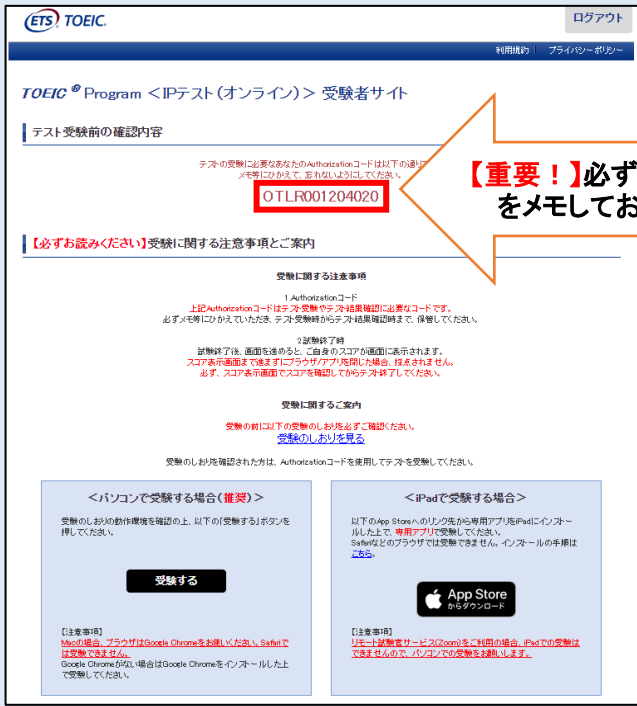 ETS TOEIC.
ログアウト
利用規約 プライバシーポリシー
TOEIC ® Program ＜IPテスト（オンライン）＞ 受験者サイト
テスト受験前の確認内容
テストの受験に必要なあなたのAuthorizationコードは以下の通り
メモ等にひかえて、忘れないようにしてください。
OTLR001204020
【重要！】必ず
をメモしてお
【必ずお読みください】受験に関する注意事項とご案内
受験に関する注意事項
1.Authorizationコード
上記Authorizationコードはテスト受験やテスト結果確認に必要なコードです。
必ずメモ等にひかえていただき、テスト受験時からテスト結果確認時まで、保管してください。
2.試験終了時
試験終了後、画面を進めると、ご自身のスコアが画面に表示されます。
スコア表示画面まで進まずにブラウザ/アプリを閉じた場合、採点されません。
必ず、スコア表示画面でスコアを確認してからテスト終了してください。
受験に関するご案内
受験の前に以下の受験のしおりを必ずご確認ください。
受験のしおりを見る
受験のしおりを確認された方は、Authorizationコードを使用してテストを受験してください。
＜パソコンで受験する場合（推奨）＞
受験のしおりの動作環境を確認の上、以下の「受験する」ボタンを
押してください。
受験する
【注意事項】
Macの場合、ブラウザはGoogle Chromeをお使いください。Safariで
は受験できません。
Google Chromeがない場合はGoogle Chromeをインストールした上
で受験してください。
＜iPadで受験する場合＞
以下のApp Storeへのリンク先から専用アプリをiPadにインストー
ルした上で、専用アプリで受験してください。
Safariなどのブラウザでは受験できません。インストールの手順は
こちら。
App Store
からダウンロード
【注意事項】
リモート試験官サービス(Zoom)をご利用の場合、iPadでの受験は
できませんので、パソコンでの受験をお願いします。